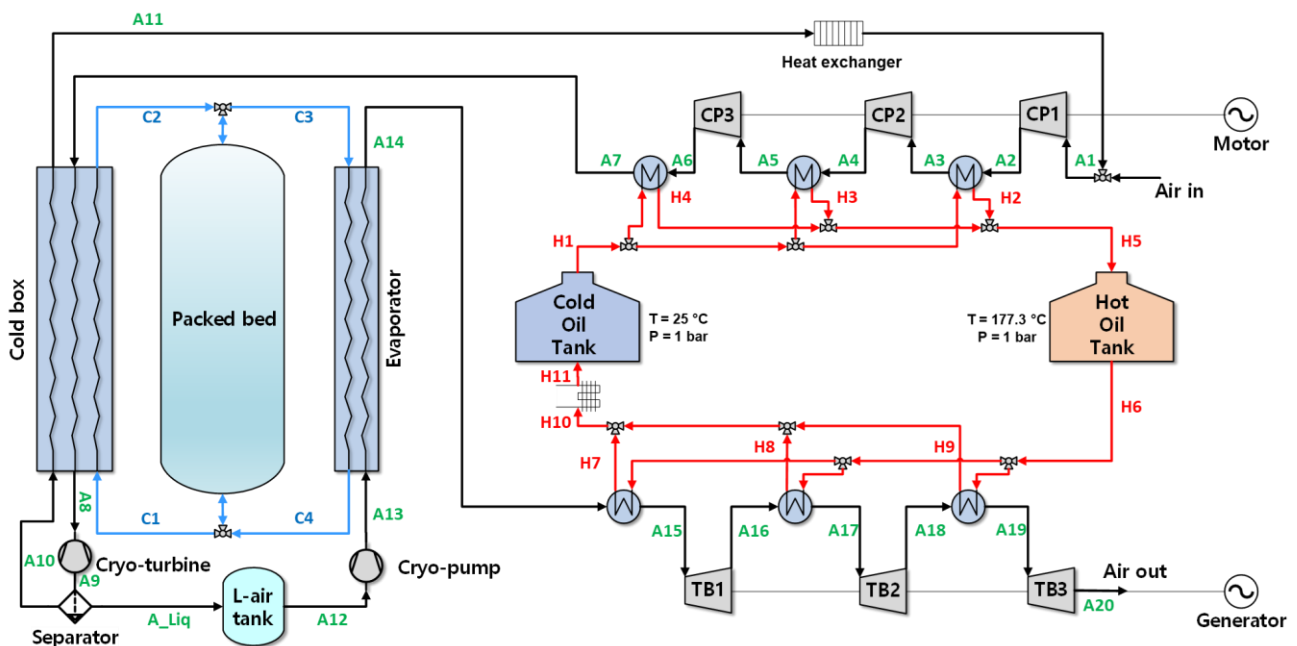 A11
Heat exchanger
CP3
CP2
CP1
Motor
C2
C3
A14
A7
A6
A5
A4
A3
A2
A1
Air in
H4
H3
H2
H1
H5
Cold box
Packed bed
Evaporator
Cold
Oil
Tank
T = 25 °C
P = 1 bar
T = 177.3 °C
P = 1 bar
Hot
Oil
Tank
H11
H10
H6
H7
H8
H9
A8
C1
C4
A13
A15
A16
A17
A18
A19
A10
Cryo-turbine
A9
Cryo-pump
TB1
TB2
TB3
Air out
A20
Generator
L-air
tank
A_Liq
A12
Separator